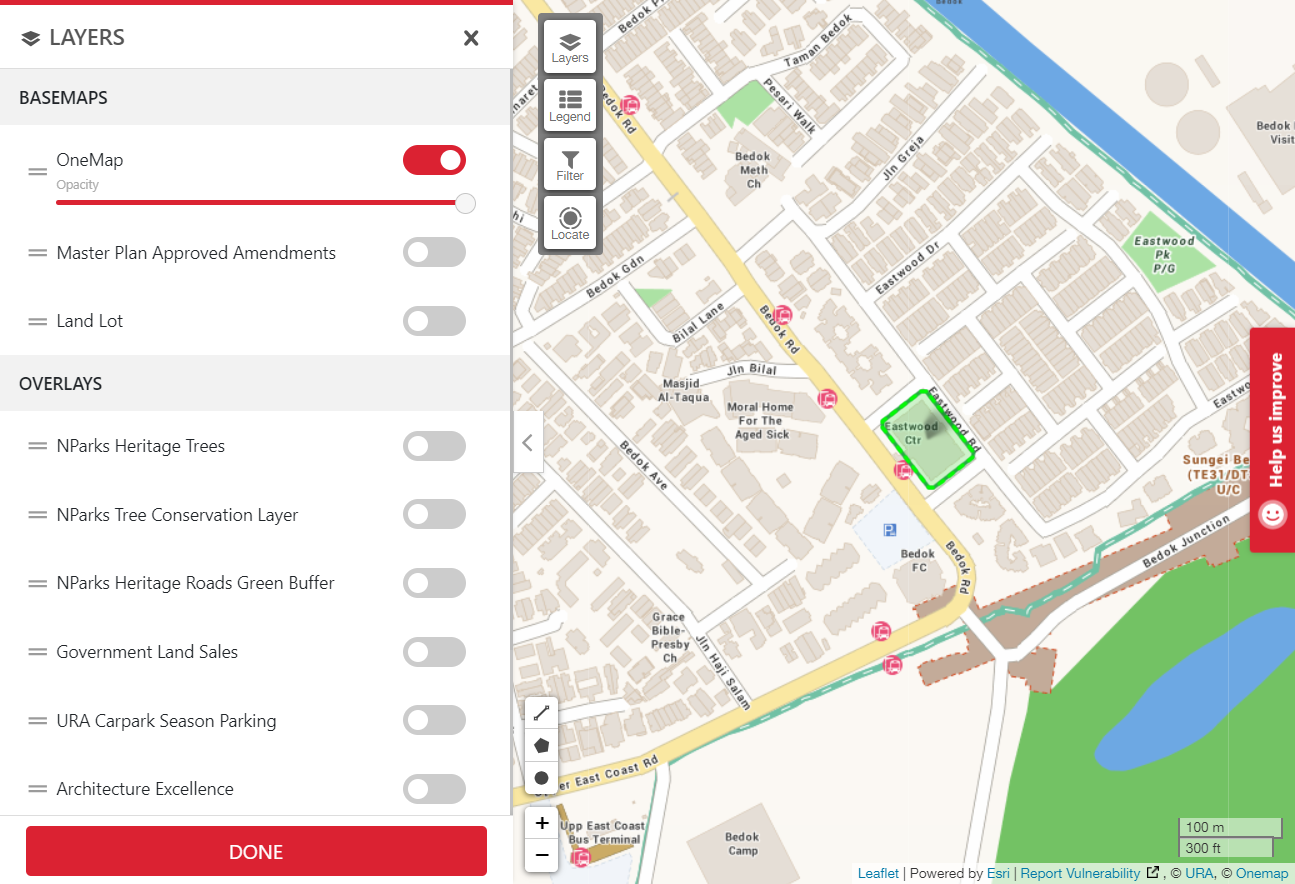 LAYERS
BASEMAPS
OneMap
Opacity
Master Plan Approved Amendments
Land Lot
OVERLAYS
NParks Heritage Trees
NParks Tree Conservation Layer
NParks Heritage Roads Green Buffer
Government Land Sales
URA Carpark Season Parking
Architecture Excellence
DONE
Layers
Legend
Filter
Locate
Taman Bedok
Pesari Walk
Bedok Rd
Bedok
Meth
Ch
Jln Greja
Bedok
Visit
Eastwood
Pk
P/G
Eastwood Dr
Bedok Gdn
Bilal Lane
Bedok Rd
Jln Bilal
Masjid
Al-Taqua
Moral Home
For The
Aged Sick
Eastwood
Ctr
Eastwood Rd
Bedok Ave
Sungei Be
(TE31/DT
U/C
Help us improve
Bedok Junction
P
Bedok
FC
Bedok Rd
Grace
Bible-
Presby
Ch
Jln Haji Salam
East Coast Rd
Upp East Coast
Bus Terminal
Bedok
Camp
+
−
100 m
300 ft
Leaflet | Powered by Esri | Report Vulnerability , © URA, © Onemap